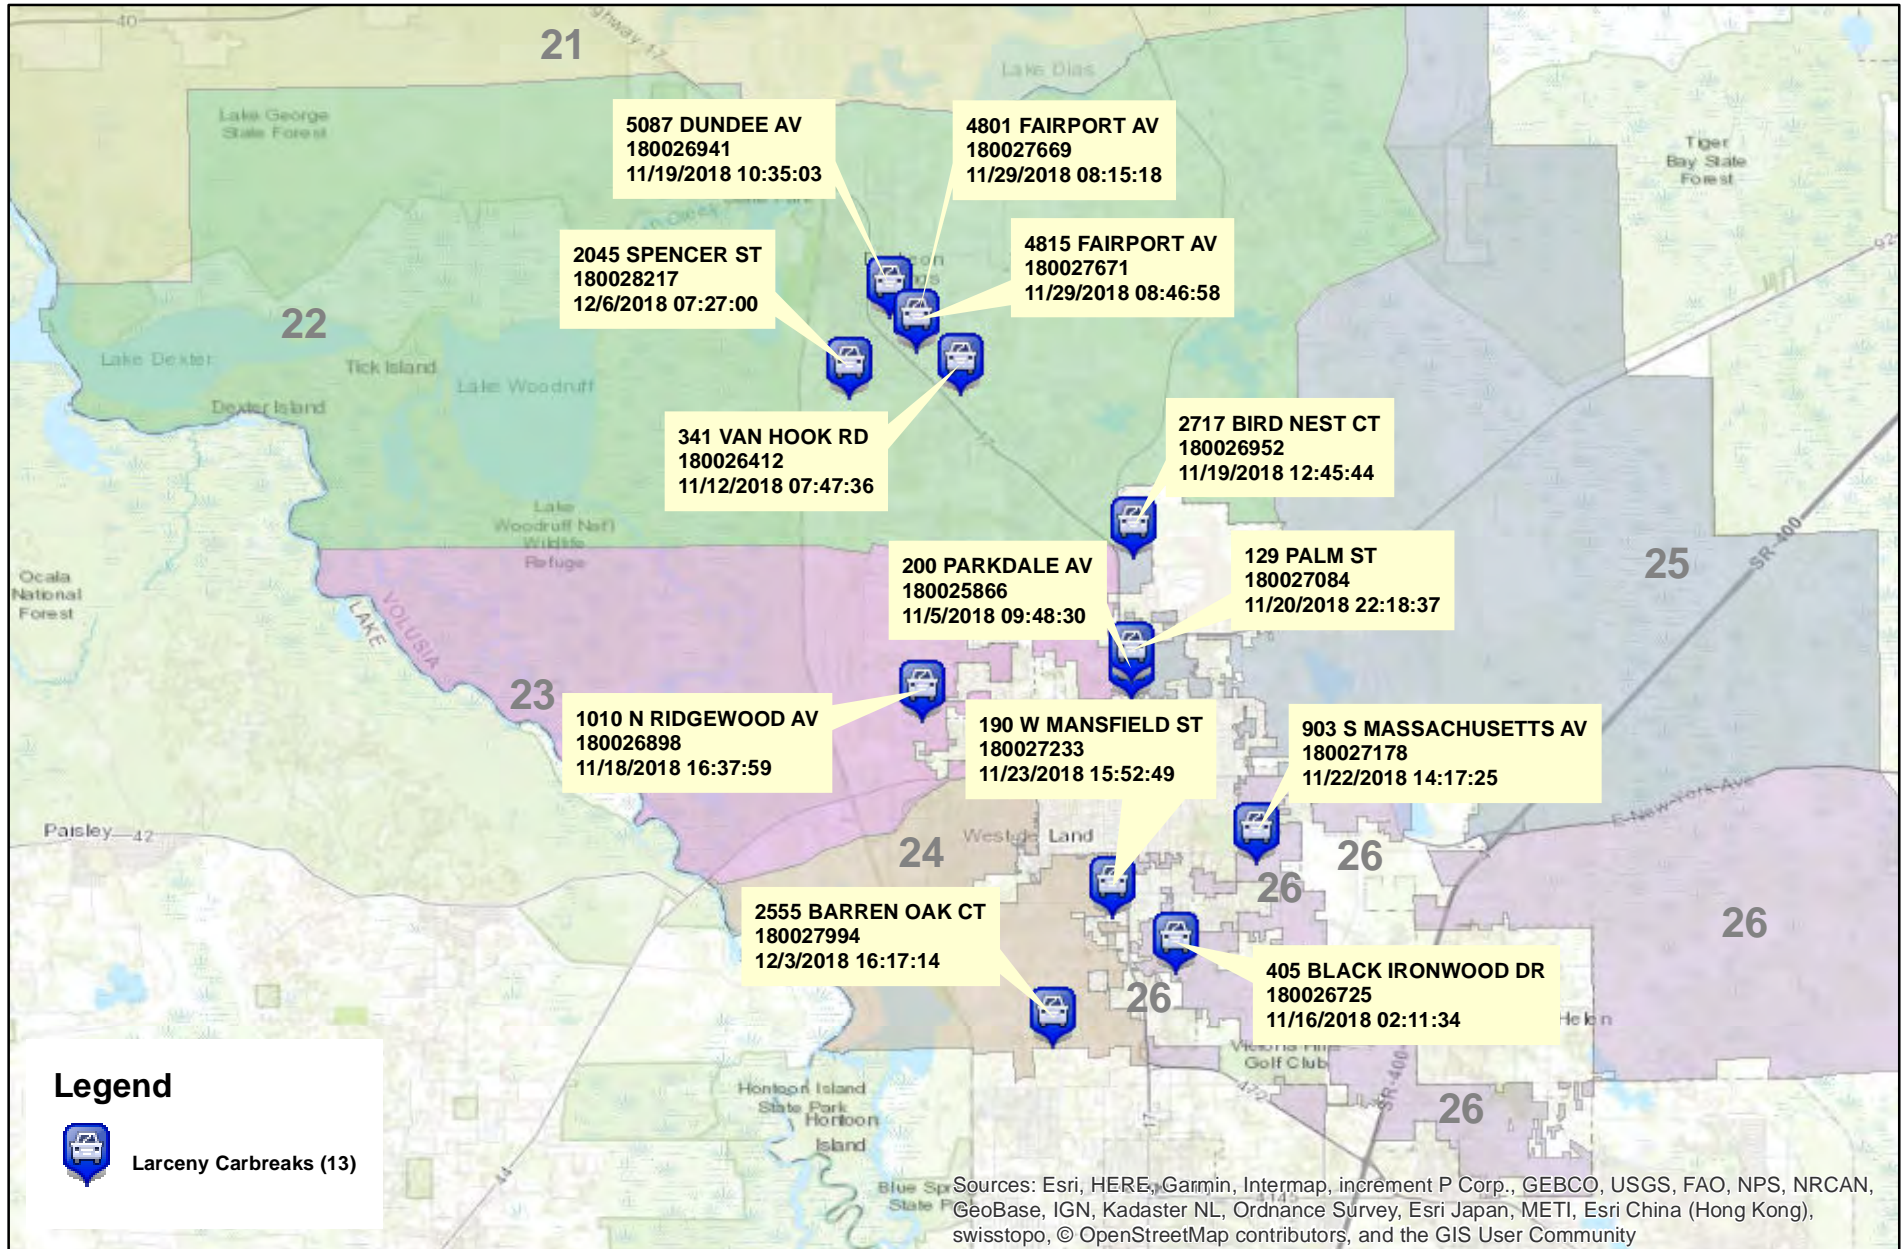 40
21
Highway 17
Lake Dias
Lake George
State Forest
5087 DUNDEE AV
180026941
11/19/2018 10:35:03
4801 FAIRPORT AV
180027669
11/29/2018 08:15:18
Tiger
Bay State
Forest
2045 SPENCER ST
180028217
12/6/2018 07:27:00
4815 FAIRPORT AV
180027671
11/29/2018 08:46:58
22
Lake Dexter
Tick Island
Lake Woodruff
Dexter Island
341 VAN HOOK RD
180026412
11/12/2018 07:47:36
17
2717 BIRD NEST CT
180026952
11/19/2018 12:45:44
Lake
Woodruff Nat'l
Wildlife
Refuge
SR-400
25
200 PARKDALE AV
180025866
11/5/2018 09:48:30
129 PALM ST
180027084
11/20/2018 22:18:37
Ocala
National
Forest
VOLUSIA
LAKE
23
1010 N RIDGEWOOD AV
180026898
11/18/2018 16:37:59
190 W MANSFIELD ST
180027233
11/23/2018 15:52:49
903 S MASSACHUSETTS AV
180027178
11/22/2018 14:17:25
E-New-York-Ave
Paisley
42
24
Land
26
26
26
2555 BARREN OAK CT
180027994
12/3/2018 16:17:14
405 BLACK IRONWOOD DR
180026725
11/16/2018 02:11:34
26
Helen
Victoria Hills
Golf Club
472
SR-400
26
17
Hontoon Island
State Park
Hontoon
Island
44
Legend
Larceny Carbreaks (13)
Blue
State
4145
Sources: Esri, HERE, Garmin, Intermap, increment P Corp., GEBCO, USGS, FAO, NPS, NRCAN,
GeoBase, IGN, Kadaster NL, Ordnance Survey, Esri Japan, METI, Esri China (Hong Kong),
swisstopo, © OpenStreetMap contributors, and the GIS User Community